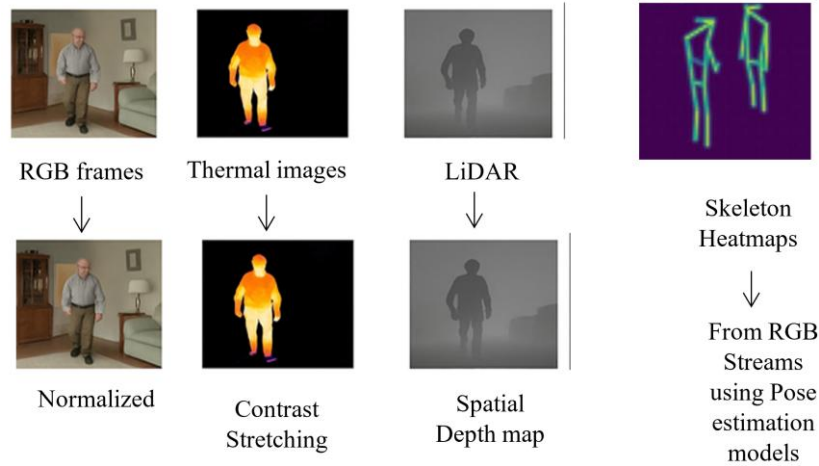 RGB frames
Thermal images
LiDAR
Skeleton
Heatmaps
Normalized
Contrast
Stretching
Spatial
Depth map
From RGB
Streams
using Pose
estimation
models